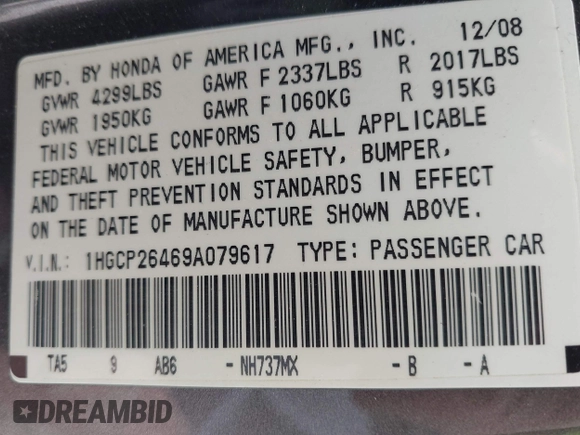 MFD. BY HONDA OF AMERICA MFG., INC. 12/08
GVWR 4299LBS GAWR F 2337LBS R 2017LBS
GVWR 1950KG GAWR F 1060KG R 915KG
THIS VEHICLE CONFORMS TO ALL APPLICABLE
FEDERAL MOTOR VEHICLE SAFETY, BUMPER,
AND THEFT PREVENTION STANDARDS IN EFFECT
ON THE DATE OF MANUFACTURE SHOWN ABOVE.
V.I.N.: 1HGCP26469A079617 TYPE: PASSENGER CAR
TA5 9 AB6 - NH737MX - B - A
DREAMBID